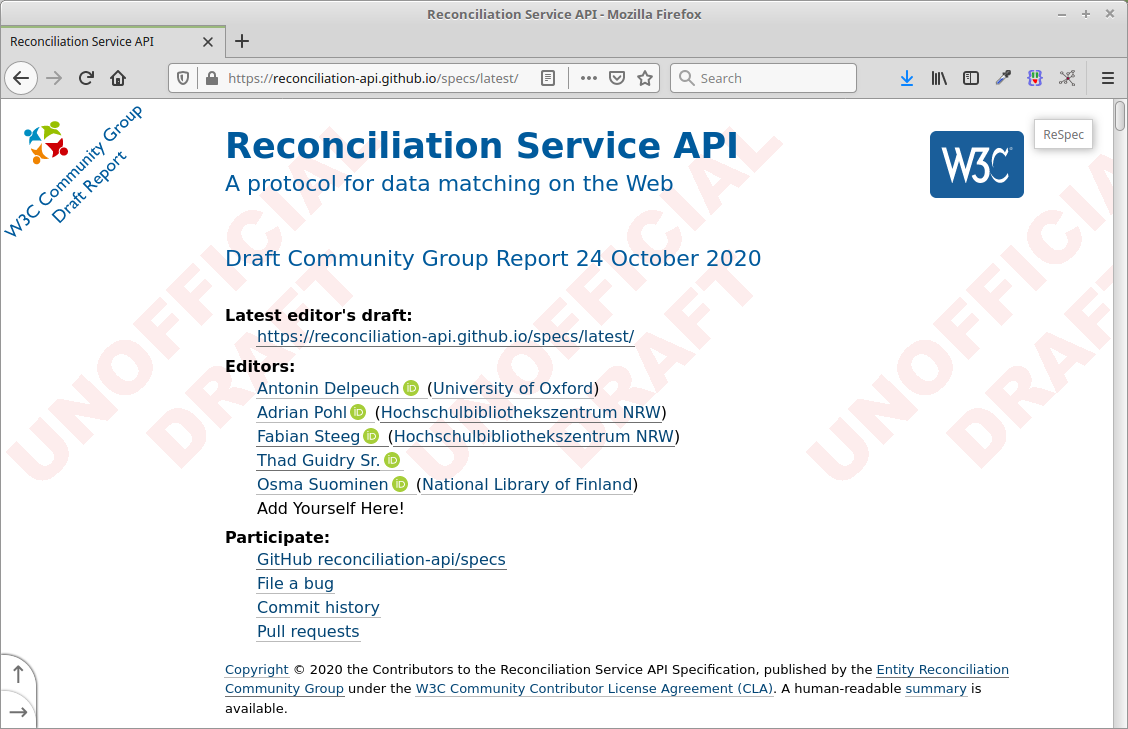 Reconciliation Service API - Mozilla Firefox
Reconciliation Service API
https://reconciliation-api.github.io/specs/latest/
Search
W3C Community Group
Draft Report
Reconciliation Service API
W3C
ReSpec
A protocol for data matching on the Web
Draft Community Group Report 24 October 2020
UNOFFICIAL
DRAFT
UNOFFICIAL
DRAFT
UNOFFICIAL
DRAFT
Latest editor's draft:
https://reconciliation-api.github.io/specs/latest/
Editors:
Antonin Delpeuch iD (University of Oxford)
Adrian Pohl iD (Hochschulbibliothekszentrum NRW)
Fabian Steeg iD (Hochschulbibliothekszentrum NRW)
Thad Guidry Sr. iD
Osma Suominen iD (National Library of Finland)
Add Yourself Here!
Participate:
GitHub reconciliation-api/specs
File a bug
Commit history
Pull requests
Copyright © 2020 the Contributors to the Reconciliation Service API Specification, published by the Entity Reconciliation
Community Group under the W3C Community Contributor License Agreement (CLA). A human-readable summary is
available.